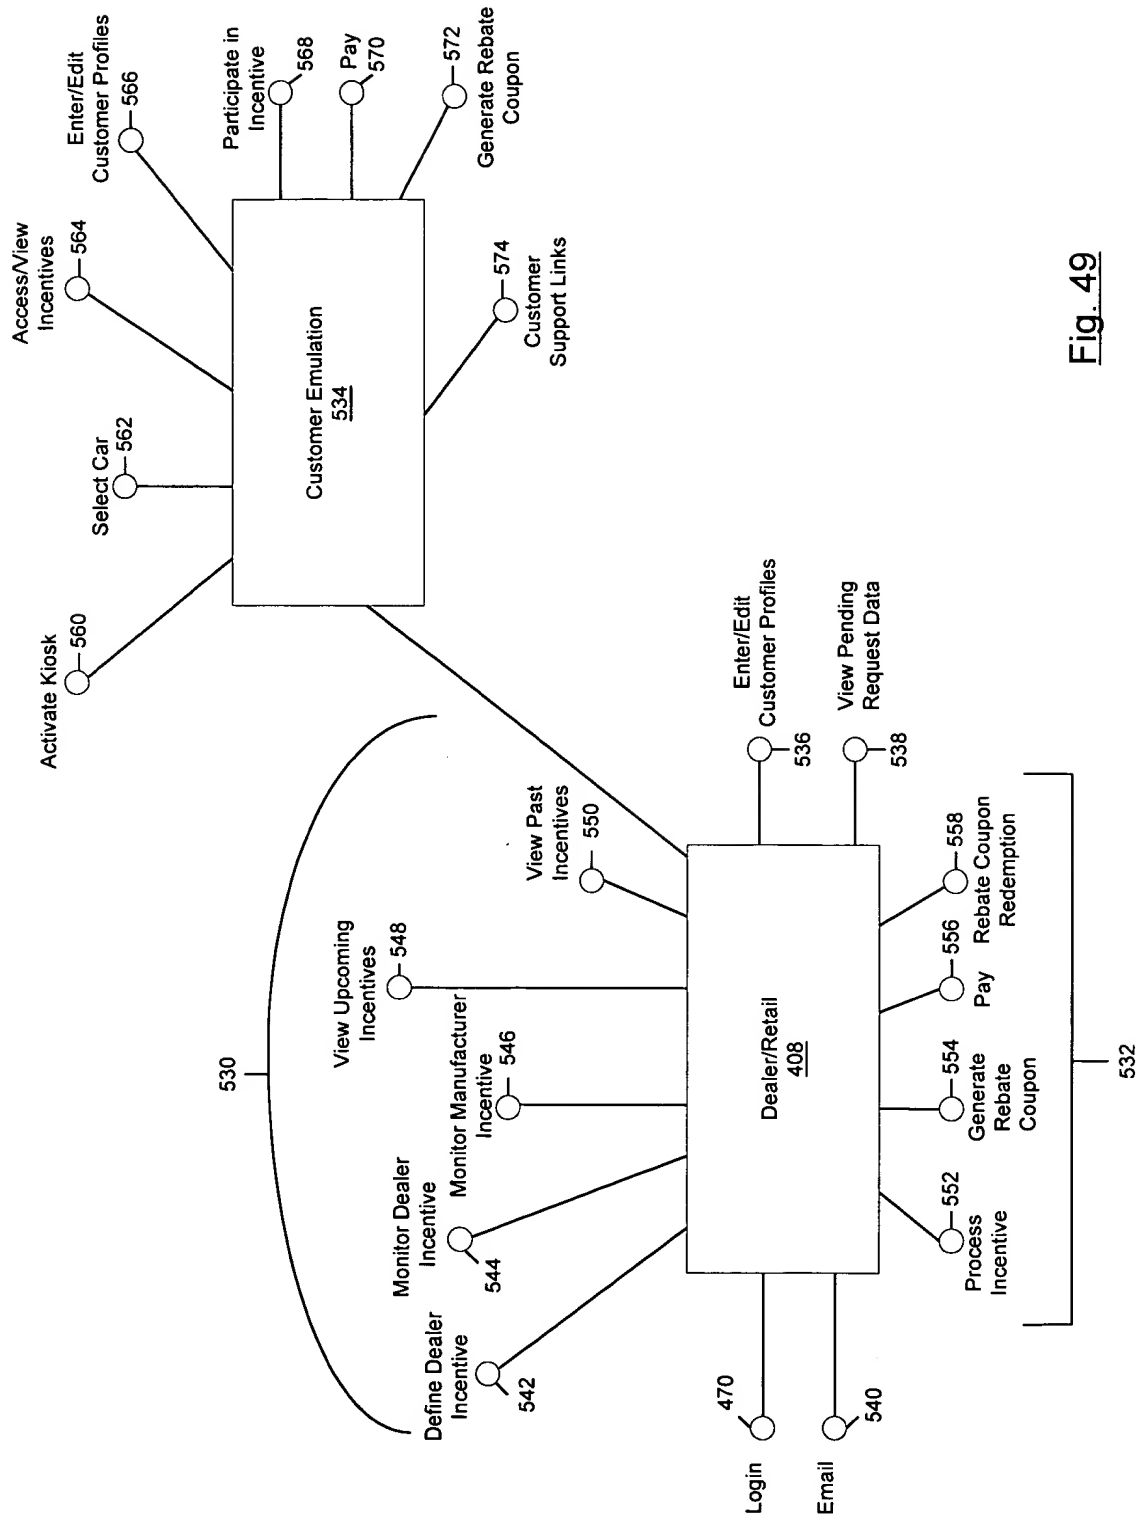 Activate Kiosk
560
Select Car
562
Access/View
Incentives
564
Enter/Edit
Customer Profiles
566
Participate in
Incentive
568
Pay
570
572
Generate Rebate
Coupon
574
Customer
Support Links
Customer Emulation
534
530
Define Dealer
Incentive
542
Monitor Dealer
Incentive
544
Monitor Manufacturer
Incentive
546
View Upcoming
Incentives
548
View Past
Incentives
550
Dealer/Retail
408
Enter/Edit
Customer Profiles
536
View Pending
Request Data
538
Login
470
Email
540
552
Process
Incentive
554
Generate
Rebate
Coupon
556
Pay
558
Rebate Coupon
Redemption
532
Fig. 49